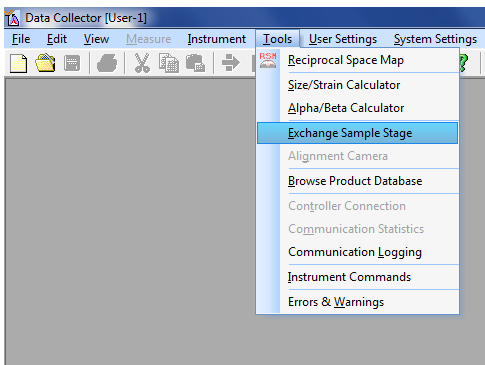 Data Collector [User-1]
File Edit View Measure Instrument Tools User Settings System Settings
RSM Reciprocal Space Map
Size/Strain Calculator
Alpha/Beta Calculator
Exchange Sample Stage
Alignment Camera
Browse Product Database
Controller Connection
Communication Statistics
Communication Logging
Instrument Commands
Errors & Warnings